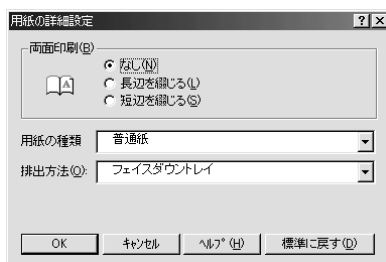 用紙の詳細設定
両面印刷(B)
なし(N)
長辺を綴じる(L)
短辺を綴じる(S)
用紙の種類 普通紙
排出方法(O): フェイスダウントレイ
OK キャンセル ヘルプ(H) 標準に戻す(D)